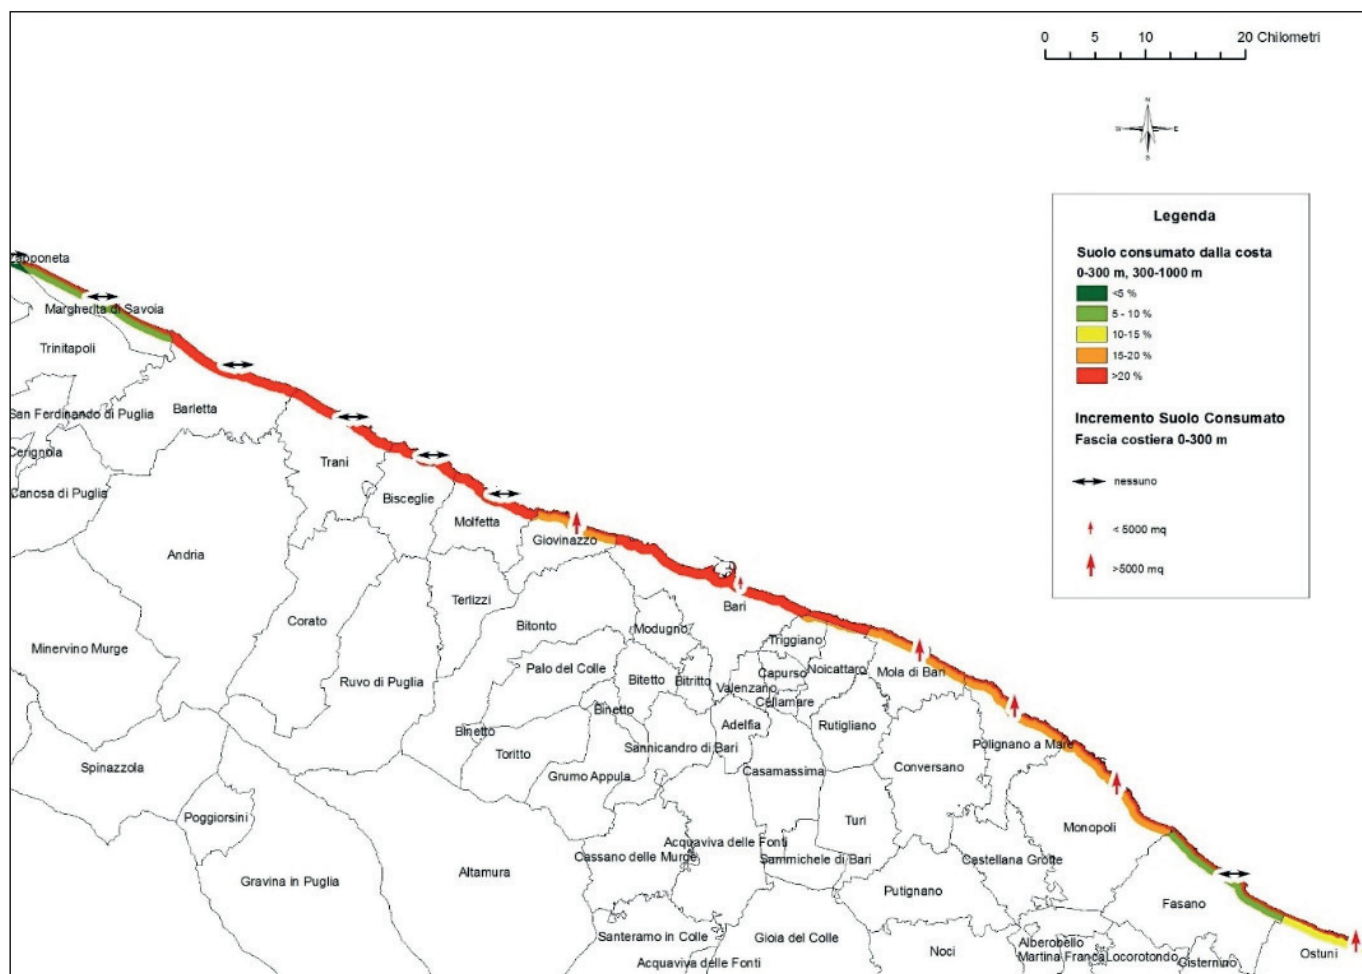 0 5 10 20 Chilometri
N
W E
S
Legenda
Suolo consumato dalla costa
0-300 m, 300-1000 m
<5 %
5 - 10 %
10-15 %
15-20 %
>20 %
Incremento Suolo Consumato
Fascia costiera 0-300 m
nessuno
< 5000 mq
>5000 mq
Zapponeta
Margherita di Savoia
Trinitapoli
San Ferdinando di Puglia
Barletta
Cerignola
Canosa di Puglia
Trani
Bisceglie
Molfetta
Giovinazzo
Andria
Bari
Terlizzi
Corato
Bitonto
Modugno
Triggiano
Minervino Murge
Ruvo di Puglia
Palo del Colle
Bitetto
Bitritto
Valenzano
Capurso
Noicattaro
Mola di Bari
Cellamare
Binetto
Binetto
Adelfia
Rutigliano
Toritto
Sannicandro di Bari
Polignano a Mare
Spinazzola
Grumo Appula
Casamassima
Conversano
Poggiorsini
Turi
Monopoli
Acquaviva delle Fonti
Cassano delle Murge
Sammichele di Bari
Castellana Grotte
Altamura
Gravina in Puglia
Putignano
Fasano
Santeramo in Colle
Gioia del Colle
Noci
Alberobello
Martina Franca
Locorotondo
Cisternino
Ostuni
Acquaviva delle Fonti